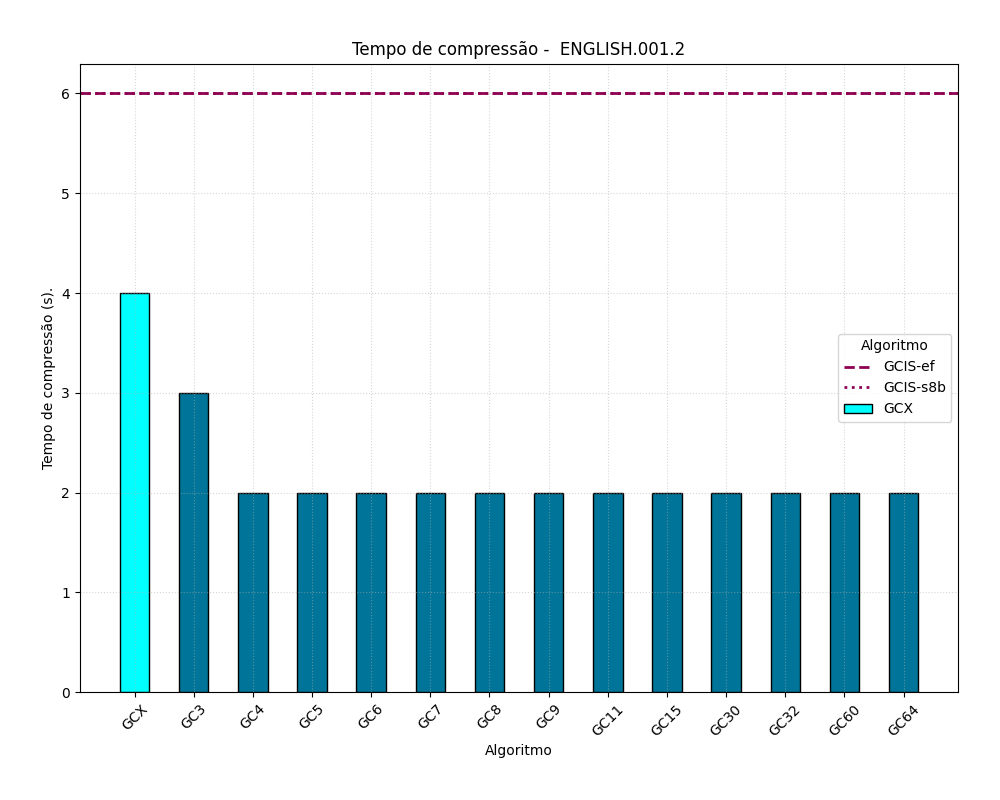 Tempo de compressão -  ENGLISH.001.2
6
5
4
3
2
1
0
Tempo de compressão (s).
Algoritmo
GCIS-ef
GCIS-s8b
GCX
GCX GC3 GC4 GC5 GC6 GC7 GC8 GC9 GC11 GC15 GC30 GC32 GC60 GC64
Algoritmo